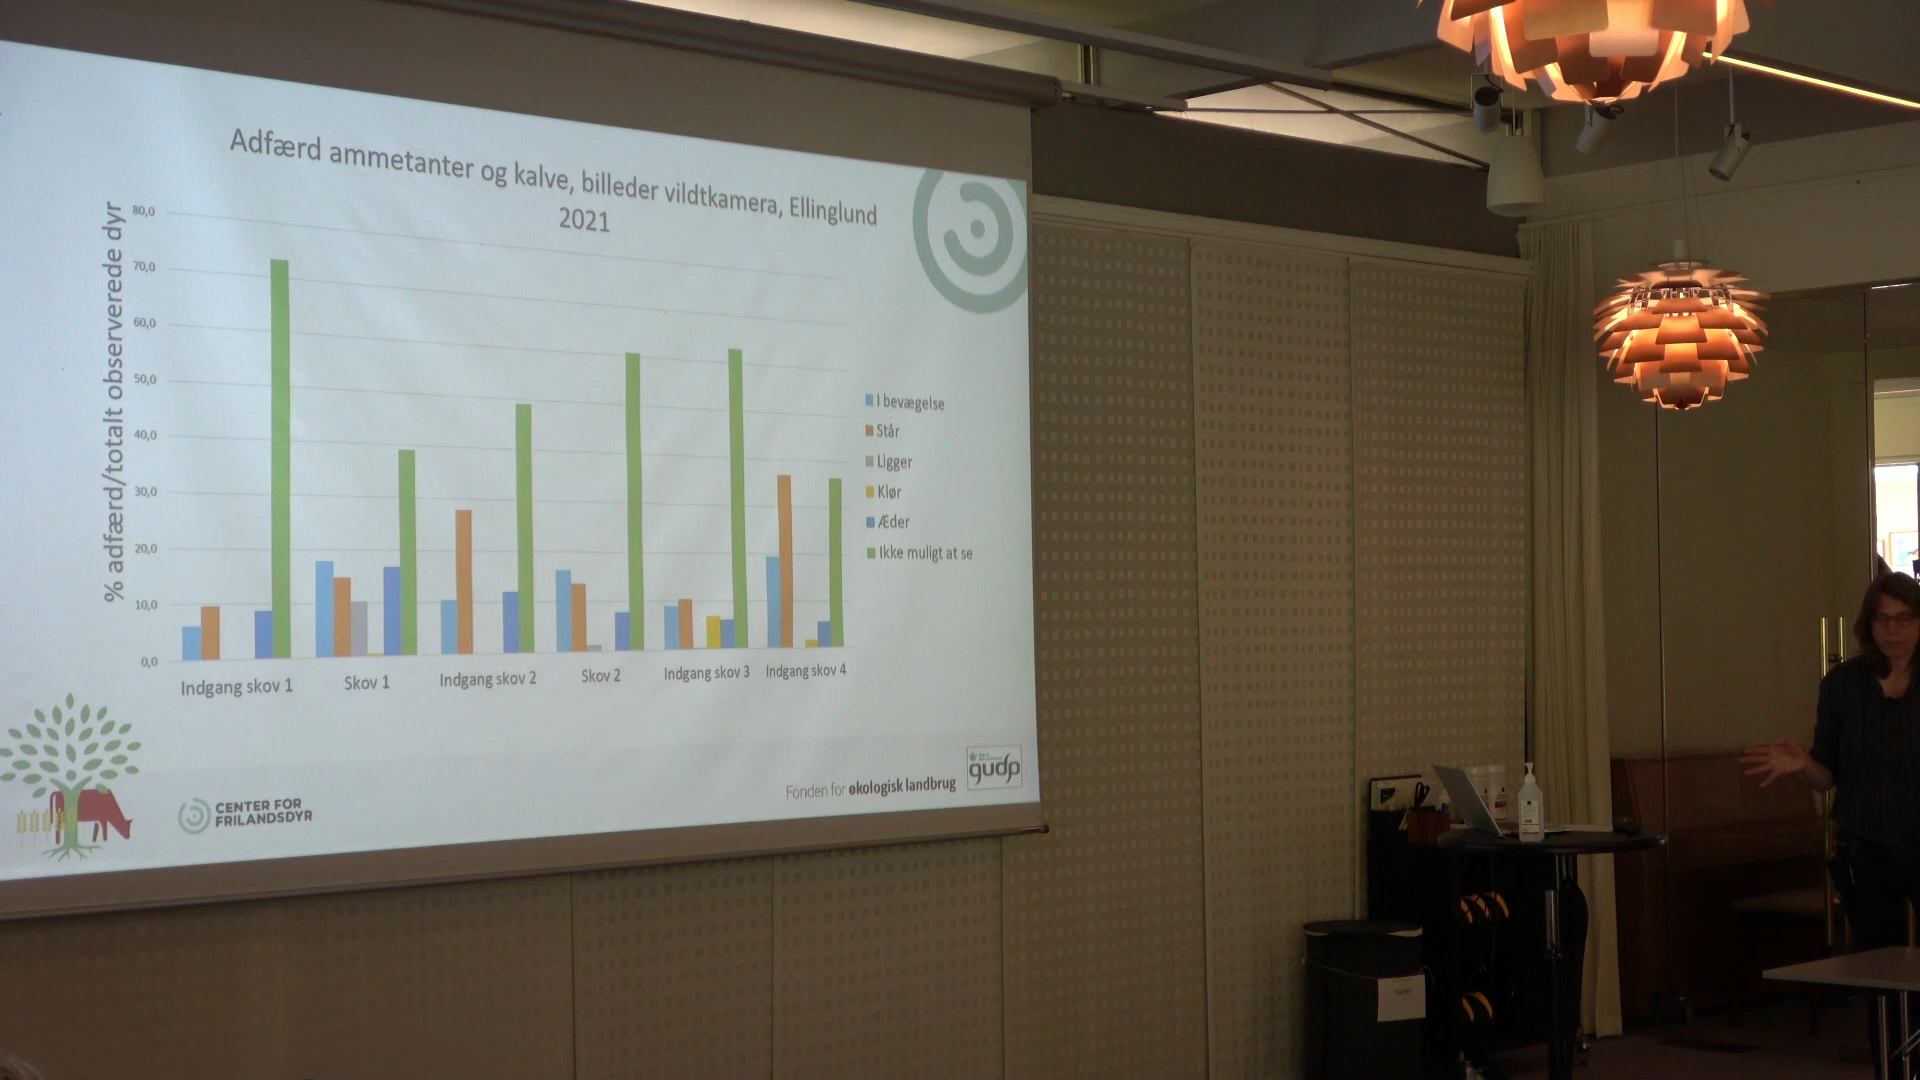 Adfærd ammetanter og kalve, billeder vildtkamera, Ellinglund
2021
% adfærd/totalt observerede dyr
80,0
70,0
60,0
50,0
40,0
30,0
20,0
10,0
0,0
Indgang skov 1
Skov 1
Indgang skov 2
Skov 2
Indgang skov 3
Indgang skov 4
I bevægelse
Står
Ligger
Klør
Æder
Ikke muligt at se
CENTER FOR
FRILANDSDYR
Fonden for økologisk landbrug
gudp